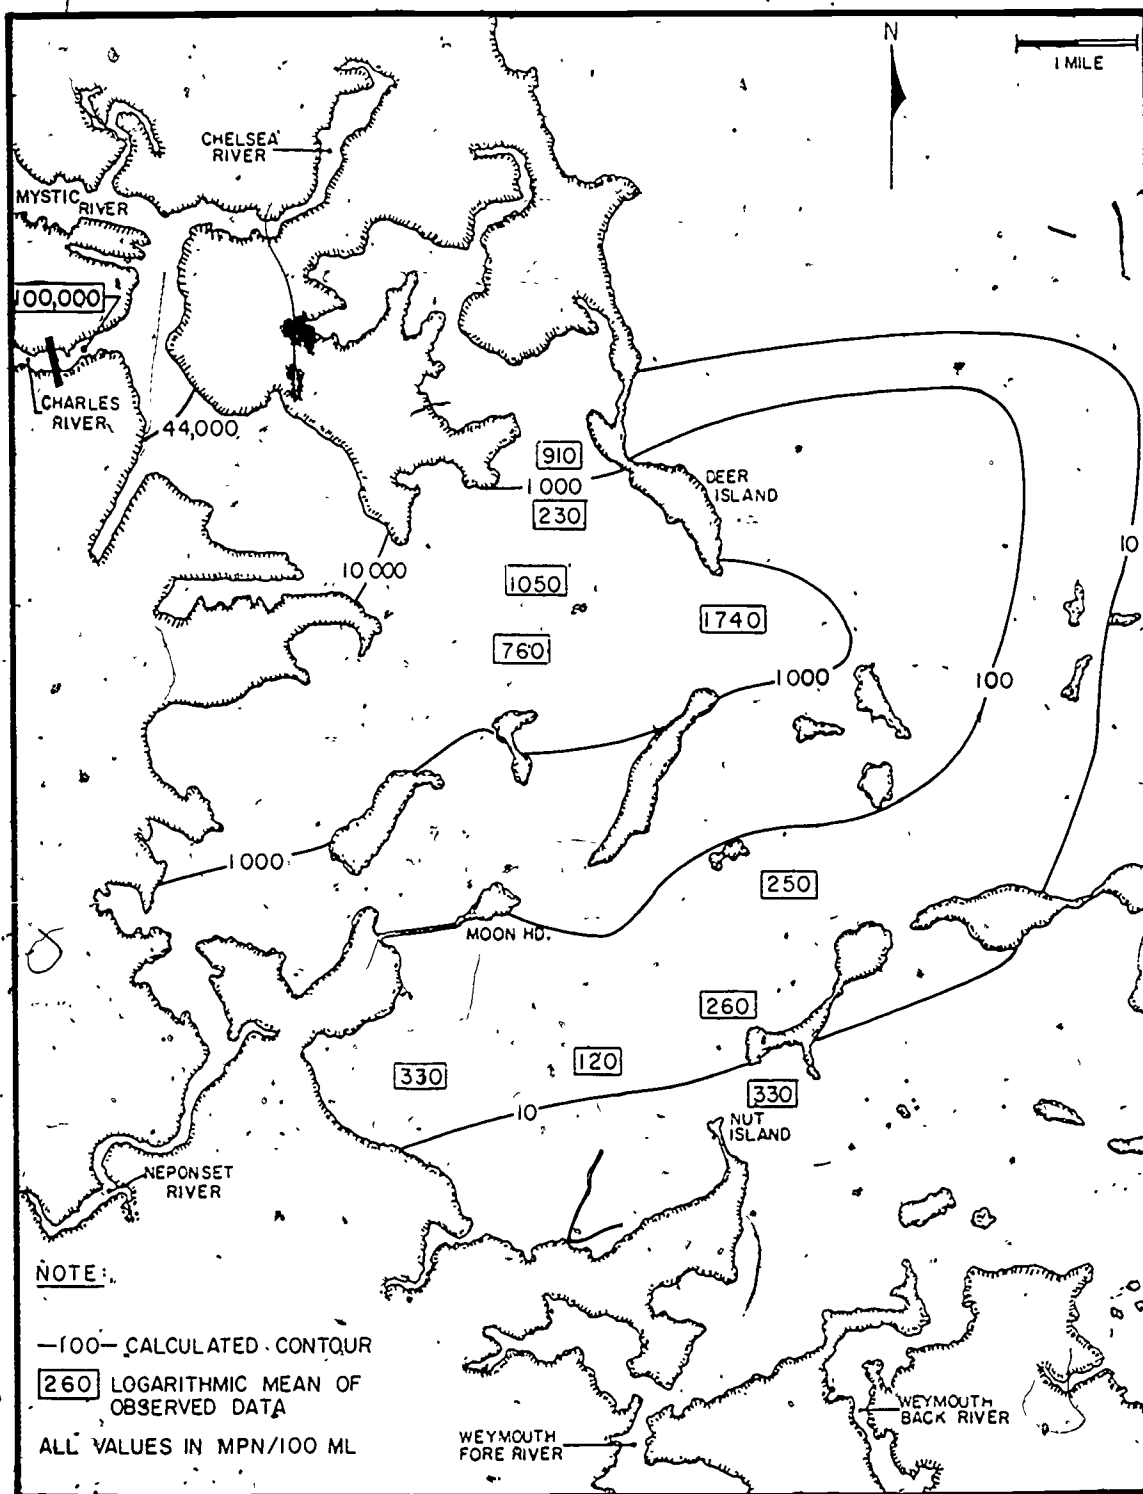 N
1 MILE
CHELSEA
RIVER
MYSTIC
RIVER
100,000
CHARLES
RIVER
44,000
910
1000
230
DEER
ISLAND
10
10000
1050
1740
760
1000
100
1000
250
MOON HD.
260
330
120
330
10
NUT
ISLAND
NEPONSET
RIVER
NOTE:
—100— CALCULATED CONTOUR
260 LOGARITHMIC MEAN OF
OBSERVED DATA
ALL VALUES IN MPN/100 ML
WEYMOUTH
FORE RIVER
WEYMOUTH
BACK RIVER